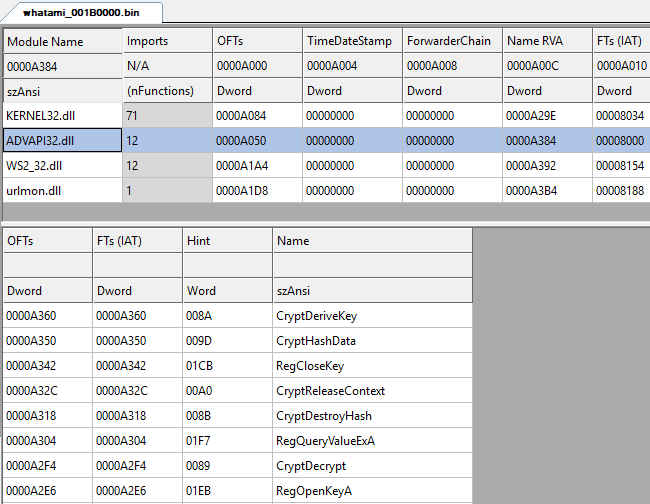 whatami_001B0000.bin
Module Name Imports OFTs TimeDateStamp ForwarderChain Name RVA FTs (IAT)
0000A384 N/A 0000A000 0000A004 0000A008 0000A00C 0000A010
szAnsi (nFunctions) Dword Dword Dword Dword Dword
KERNEL32.dll 71 0000A084 00000000 00000000 0000A29E 00008034
ADVAPI32.dll 12 0000A050 00000000 00000000 0000A384 00008000
WS2_32.dll 12 0000A1A4 00000000 00000000 0000A392 00008154
urlmon.dll 1 0000A1D8 00000000 00000000 0000A3B4 00008188
OFTs FTs (IAT) Hint Name
Dword Dword Word szAnsi
0000A360 0000A360 008A CryptDeriveKey
0000A350 0000A350 009D CryptHashData
0000A342 0000A342 01CB RegCloseKey
0000A32C 0000A32C 00A0 CryptReleaseContext
0000A318 0000A318 008B CryptDestroyHash
0000A304 0000A304 01F7 RegQueryValueExA
0000A2F4 0000A2F4 0089 CryptDecrypt
0000A2E6 0000A2E6 01EB RegOpenKeyA